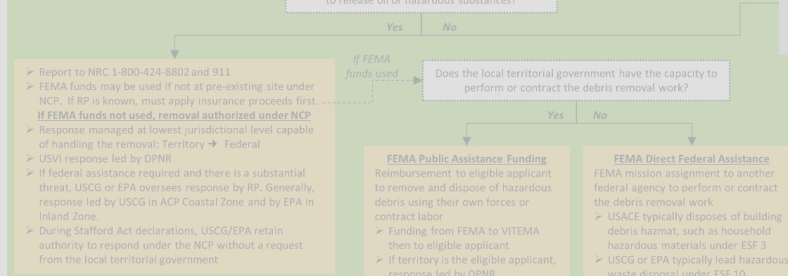 to release oil or hazardous substances?
Yes No
If FEMA
funds used
➢ Report to NRC 1-800-424-8802 and 911
➢ FEMA funds may be used if not at pre-existing site under
NCP. If RP is known, must apply insurance proceeds first.
If FEMA funds not used, removal authorized under NCP
➢ Response managed at lowest jurisdictional level capable
of handling the removal: Territory → Federal
➢ USVI response led by DPNR
➢ If federal assistance required and there is a substantial
threat, USCG or EPA oversees response by RP. Generally,
response led by USCG in ACP Coastal Zone and by EPA in
Inland Zone.
➢ During Stafford Act declarations, USCG/EPA retain
authority to respond under the NCP without a request
from the local territorial government
Does the local territorial government have the capacity to
perform or contract the debris removal work?
Yes No
FEMA Public Assistance Funding
Reimbursement to eligible applicant
to remove and dispose of hazardous
debris using their own forces or
contract labor
➢ Funding from FEMA to VITEMA
then to eligible applicant
➢ If territory is the eligible applicant,
response led by DPNR
FEMA Direct Federal Assistance
FEMA mission assignment to another
federal agency to perform or contract
the debris removal work
➢ USACE typically disposes of building
debris hazmat, such as household
hazardous materials under ESF 3
➢ USCG or EPA typically lead hazardous
waste disposal under ESF 10